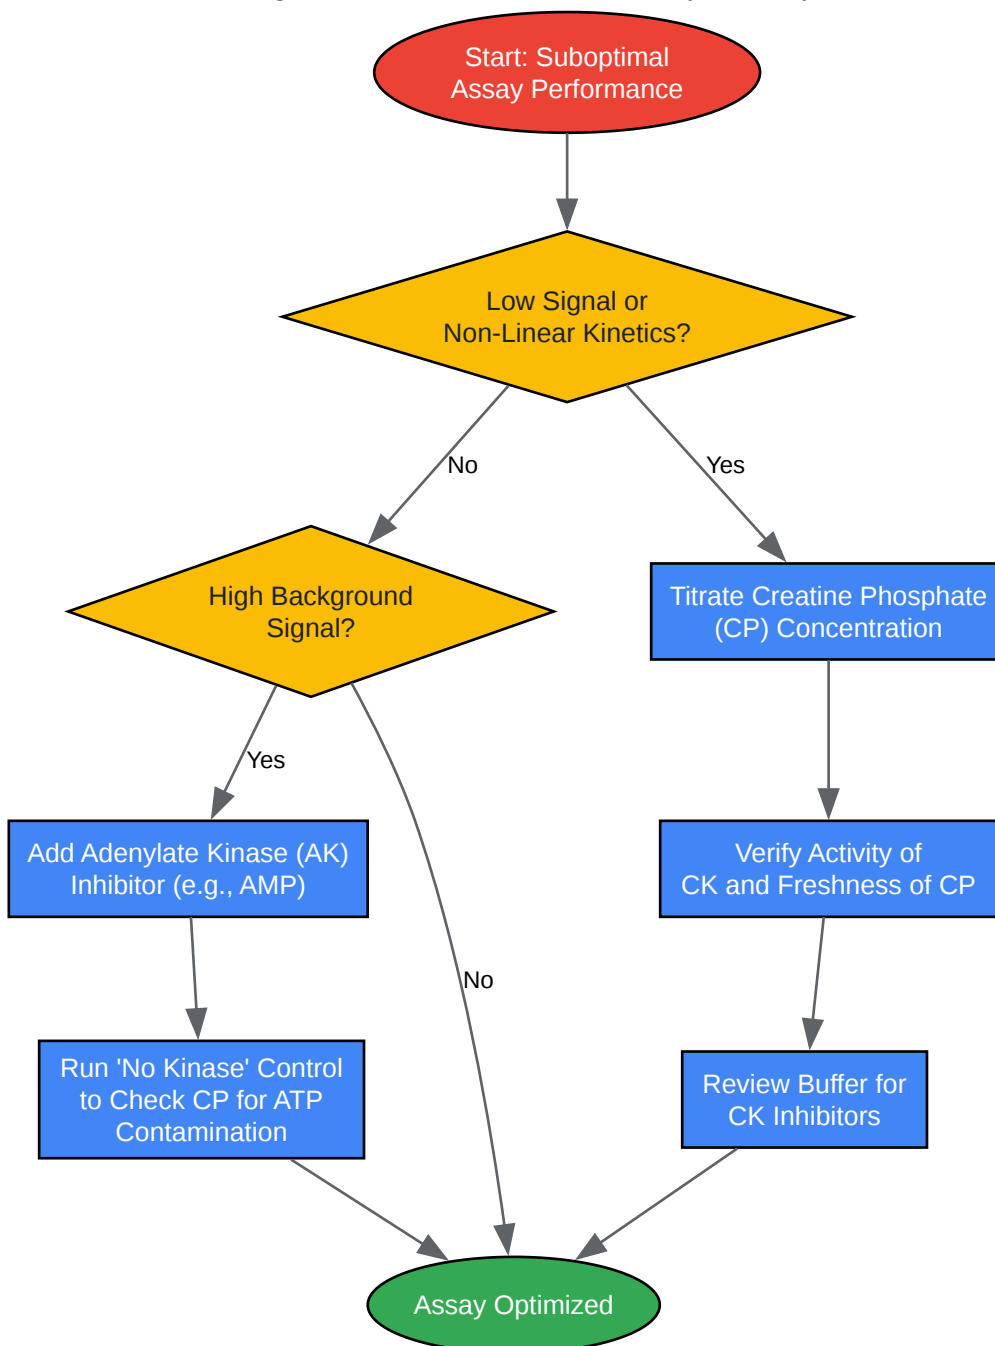 Start: Suboptimal
Assay Performance
Low Signal or
Non-Linear Kinetics?
No
Yes
High Background
Signal?
Titrate Creatine Phosphate
(CP) Concentration
Yes
Add Adenylate Kinase (AK)
Inhibitor (e.g., AMP)
Verify Activity of
CK and Freshness of CP
No
Run 'No Kinase' Control
to Check CP for ATP
Contamination
Review Buffer for
CK Inhibitors
Assay Optimized